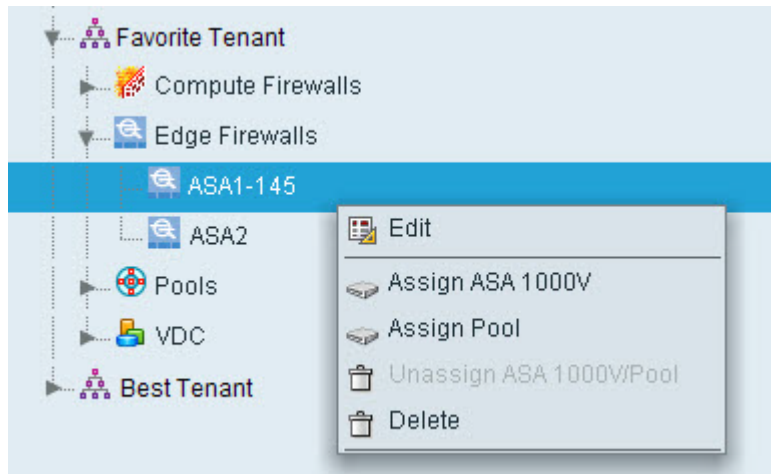 Favorite Tenant
Compute Firewalls
Edge Firewalls
ASA1-145
ASA2
Pools
VDC
Best Tenant
Edit
Assign ASA 1000V
Assign Pool
Unassign ASA 1000V/Pool
Delete